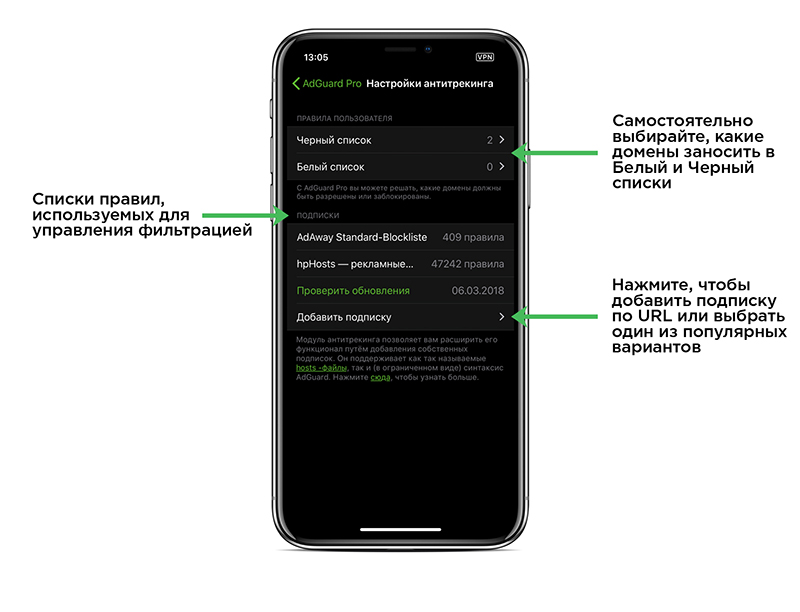 13:05
VPN
AdGuard Pro Настройки антитрекинга
ПРАВИЛА ПОЛЬЗОВАТЕЛЯ
Черный список 2
Белый список 0
С AdGuard Pro вы можете решать, какие домены должны
быть разрешены или заблокированы.
ПОДПИСКИ
AdAway Standard-Blockliste 409 правила
hpHosts — рекламные... 47242 правила
Проверить обновления 06.03.2018
Добавить подписку
Модуль антитрекинга позволяет вам расширить его
функционал путём добавления собственных
подписок. Он поддерживает как так называемые
hosts -файлы, так и (в ограниченном виде) синтаксис
AdGuard. Нажмите сюда, чтобы узнать больше.
Списки правил,
используемых для
управления фильтрацией
Самостоятельно
выбирайте, какие
домены заносить в
Белый и Черный
списки
Нажмите, чтобы
добавить подписку
по URL или выбрать
один из популярных
вариантов